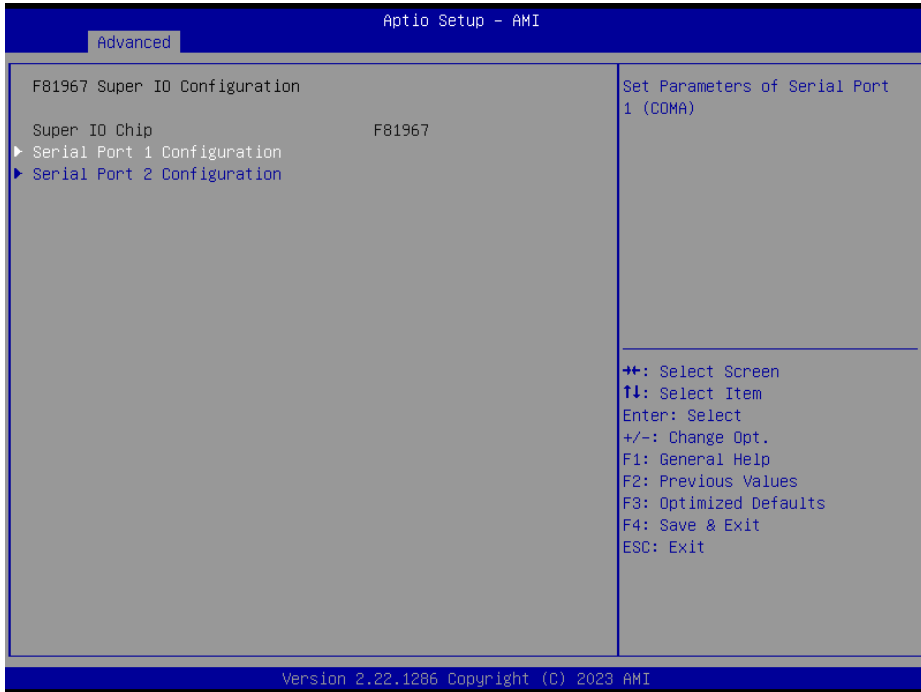 Aptio Setup – AMI
Advanced
F81967 Super IO Configuration
Super IO Chip F81967
▶ Serial Port 1 Configuration
▶ Serial Port 2 Configuration
Set Parameters of Serial Port
1 (COMA)
→←: Select Screen
↑↓: Select Item
Enter: Select
+/-: Change Opt.
F1: General Help
F2: Previous Values
F3: Optimized Defaults
F4: Save & Exit
ESC: Exit
Version 2.22.1286 Copyright (C) 2023 AMI